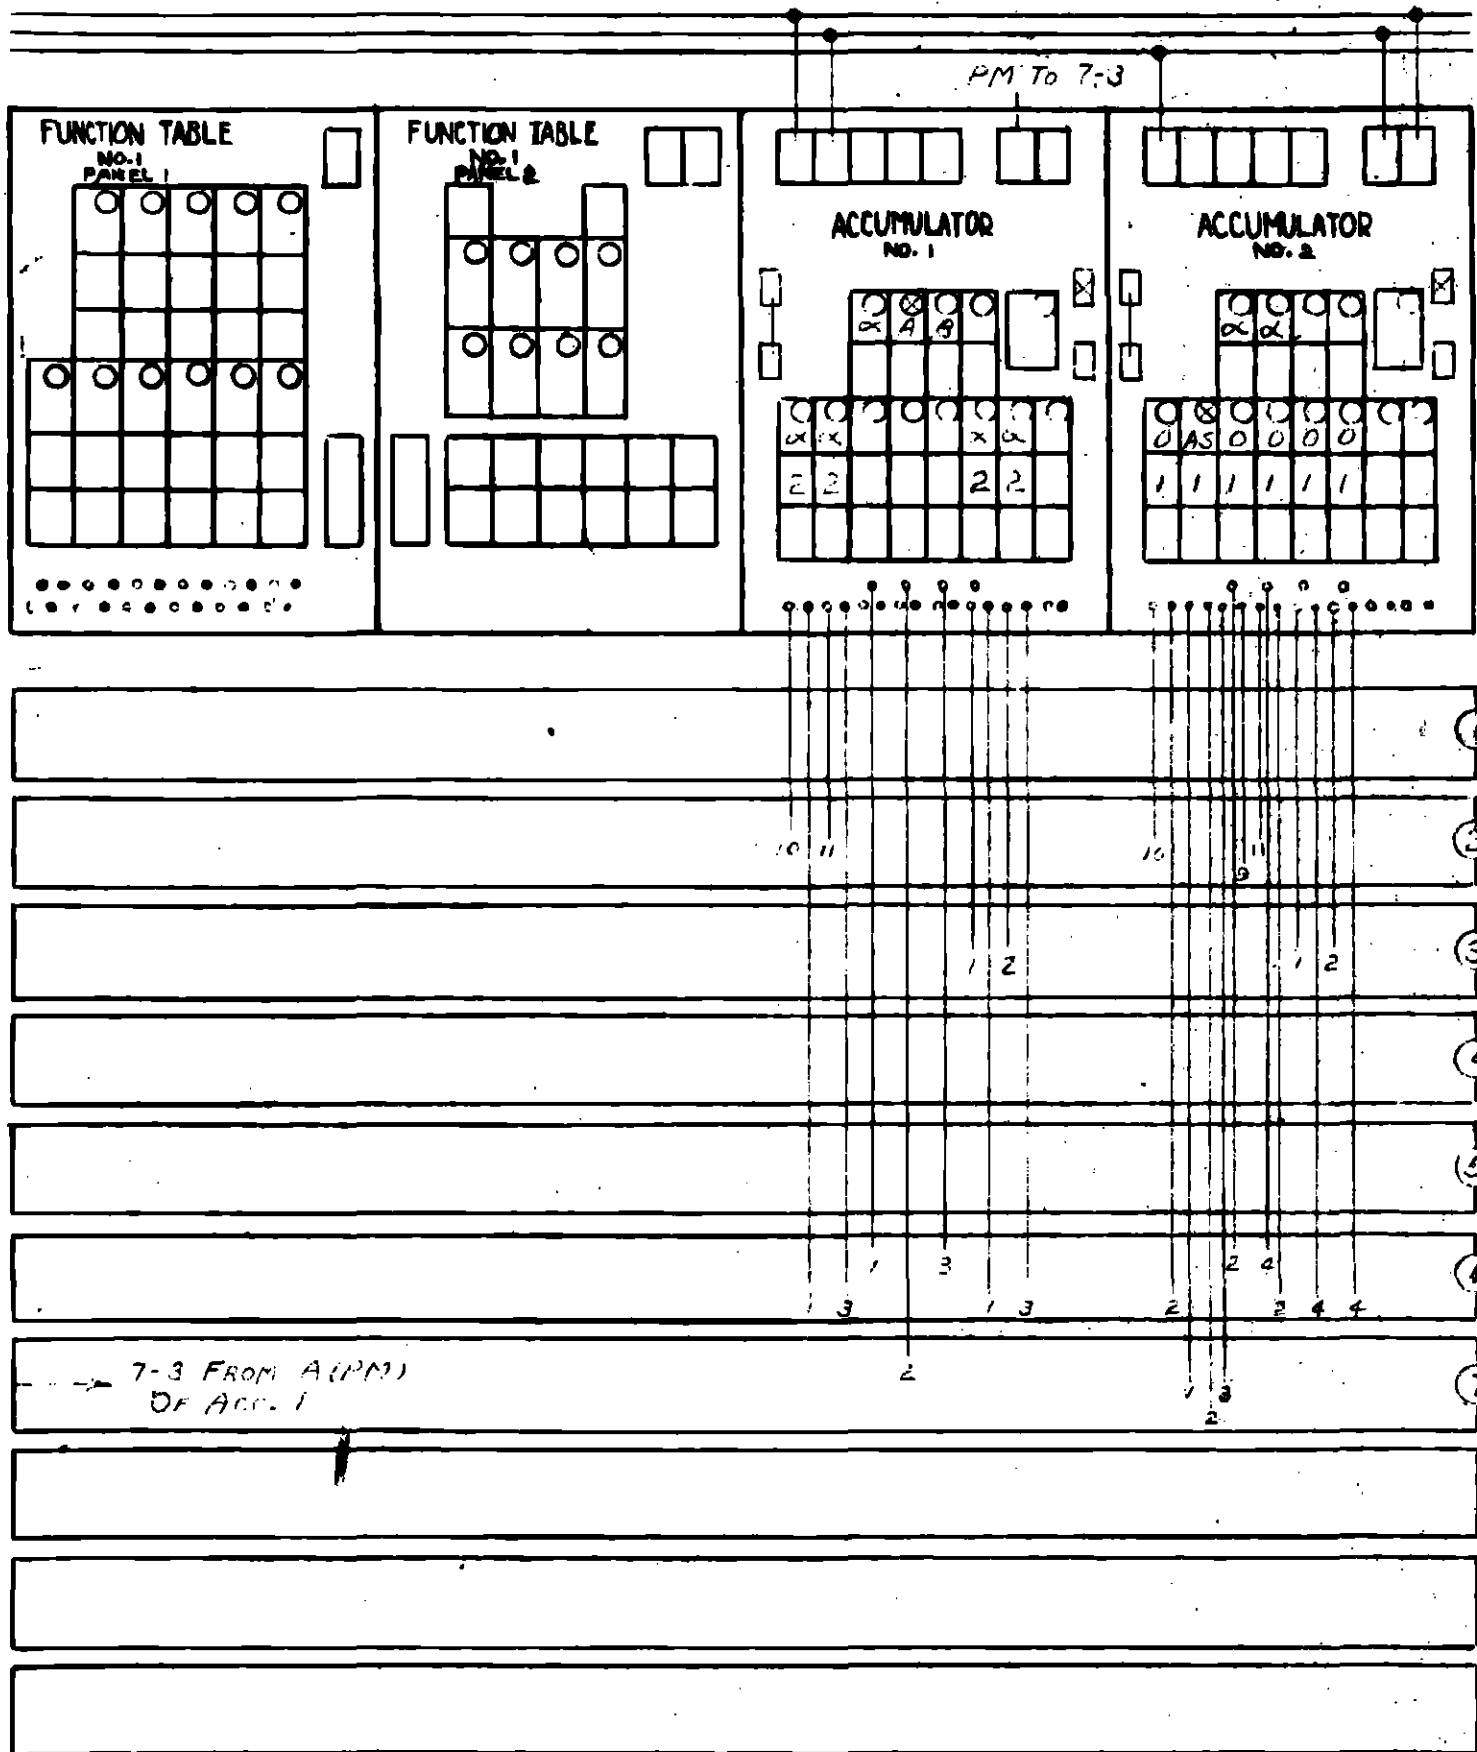 PM TO 7-3
FUNCTION TABLE
NO. 1
PANEL 1
FUNCTION TABLE
NO. 1
PANEL 2
ACCUMULATOR
NO. 1
ACCUMULATOR
NO. 2
α A B
α α
α α x α
0 AS 0 0 0 0
2 2 2 2
1 1 1 1 1 1
10 11
10 9 11
1 2
1 2
1 3
2 4
1 3 1 3
2 2 4 4
7-3 FROM A (PM)
OF ACC. 1
2
1 3
2